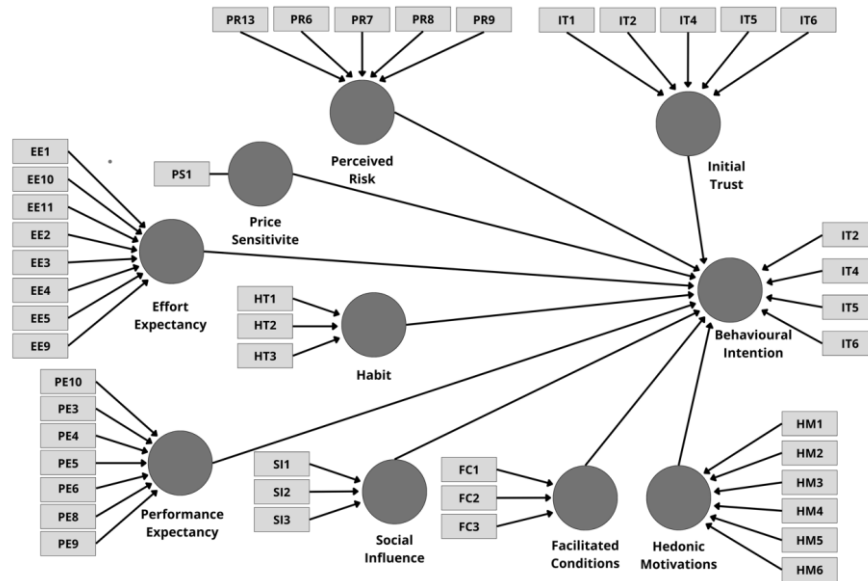 PR13
PR6
PR7
PR8
PR9
IT1
IT2
IT4
IT5
IT6
Perceived
Risk
Initial
Trust
PS1
Price
Sensitivite
EE1
EE10
EE11
EE2
EE3
EE4
EE5
EE9
Effort
Expectancy
HT1
HT2
HT3
Habit
IT2
IT4
IT5
IT6
Behavioural
Intention
PE10
PE3
PE4
PE5
PE6
PE8
PE9
Performance
Expectancy
SI1
SI2
SI3
Social
Influence
FC1
FC2
FC3
Facilitated
Conditions
Hedonic
Motivations
HM1
HM2
HM3
HM4
HM5
HM6